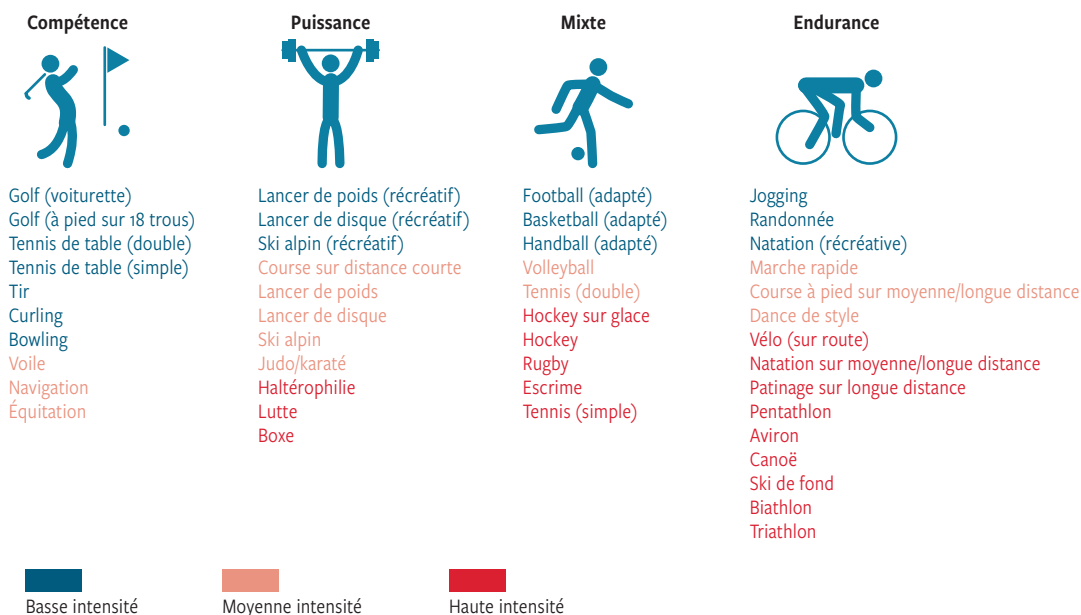 Compétence
Golf (voiturette)
Golf (à pied sur 18 trous)
Tennis de table (double)
Tennis de table (simple)
Tir
Curling
Bowling
Voile
Navigation
Équitation
Puissance
Lancer de poids (récréatif)
Lancer de disque (récréatif)
Ski alpin (récréatif)
Course sur distance courte
Lancer de poids
Lancer de disque
Ski alpin
Judo/karaté
Haltérophilie
Lutte
Boxe
Mixte
Football (adapté)
Basketball (adapté)
Handball (adapté)
Volleyball
Tennis (double)
Hockey sur glace
Hockey
Rugby
Escrime
Tennis (simple)
Endurance
Jogging
Randonnée
Natation (récréative)
Marche rapide
Course à pied sur moyenne/longue distance
Dance de style
Vélo (sur route)
Natation sur moyenne/longue distance
Patinage sur longue distance
Pentathlon
Aviron
Canoë
Ski de fond
Biathlon
Triathlon
Basse intensité
Moyenne intensité
Haute intensité